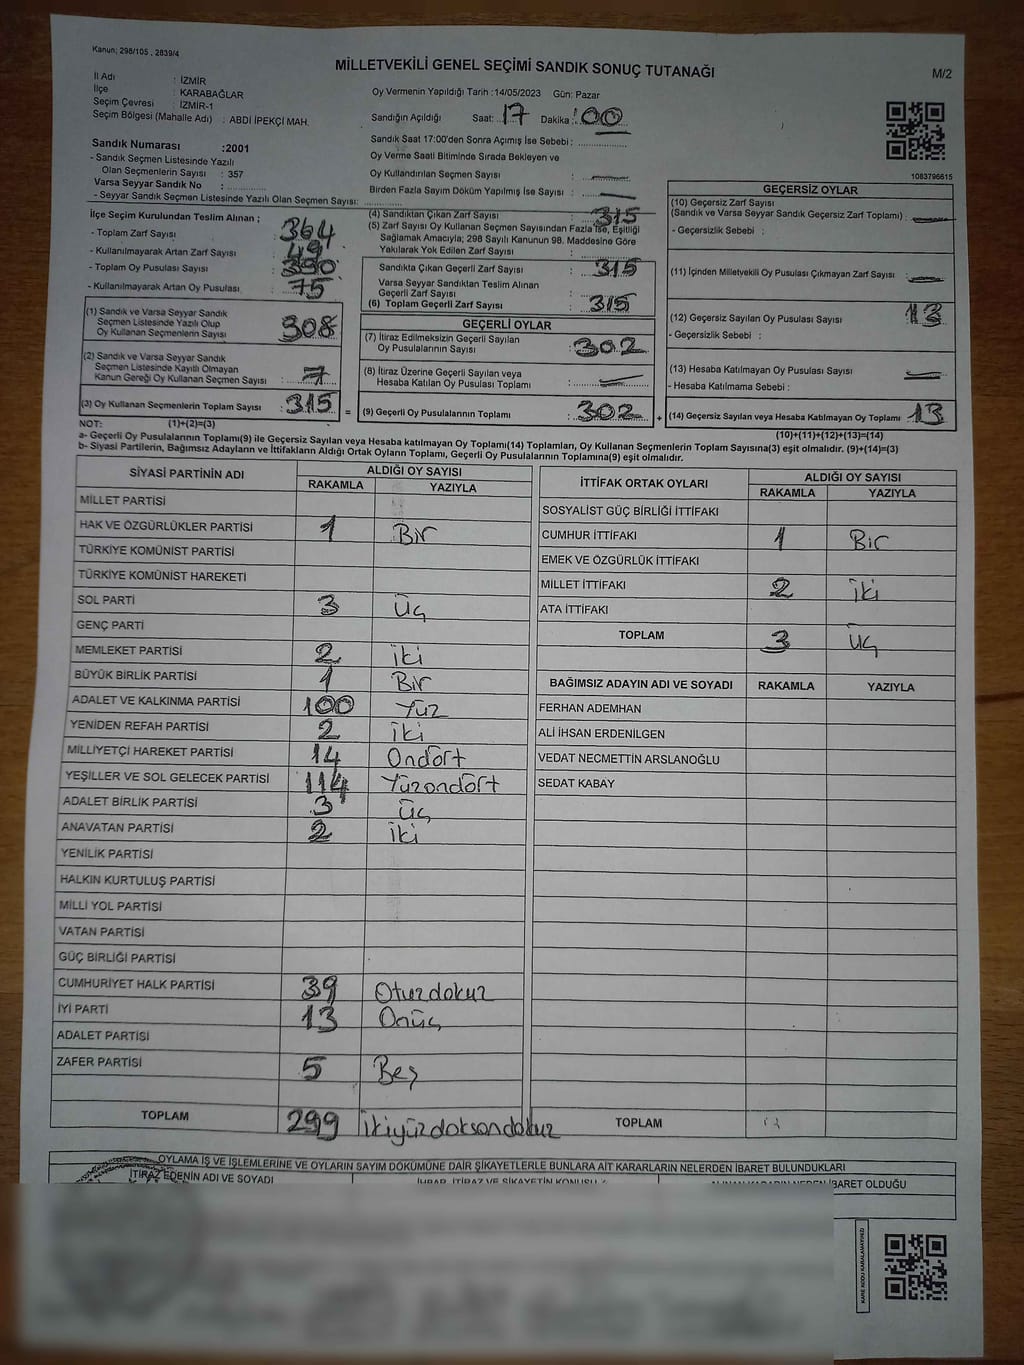 Kanun: 298/105 , 2839/4
MİLLETVEKİLİ GENEL SEÇİMİ SANDIK SONUÇ TUTANAĞI
M/2
İl Adı : İZMİR
İlçe : KARABAĞLAR
Seçim Çevresi : İZMİR-1
Seçim Bölgesi (Mahalle Adı) : ABDİ İPEKÇİ MAH.
Oy Vermenin Yapıldığı Tarih :14/05/2023 Gün: Pazar
Sandığın Açıldığı Saat: 17 Dakika : 00
Sandık Saat 17:00'den Sonra Açımış İse Sebebi :
Oy Verme Saati Bitiminde Sırada Bekleyen ve
Oy Kullandırılan Seçmen Sayısı : —
Birden Fazla Sayım Döküm Yapılmış İse Sayısı : —
1083796615
Sandık Numarası :2001
- Sandık Seçmen Listesinde Yazılı
Olan Seçmenlerin Sayısı : 357
Varsa Seyyar Sandık No :
- Seyyar Sandık Seçmen Listesinde Yazılı Olan Seçmen Sayısı:
İlçe Seçim Kurulundan Teslim Alınan ;
- Toplam Zarf Sayısı : 364
- Kullanılmayarak Artan Zarf Sayısı : 49
- Toplam Oy Pusulası Sayısı : 390
- Kullanılmayarak Artan Oy Pusulası : 75
(1) Sandık ve Varsa Seyyar Sandık
Seçmen Listesinde Yazılı Olup
Oy Kullanan Seçmenlerin Sayısı : 308
(2) Sandık ve Varsa Seyyar Sandık
Seçmen Listesinde Kayıtlı Olmayan
Kanun Gereği Oy Kullanan Seçmen Sayısı : 7
(3) Oy Kullanan Seçmenlerin Toplam Sayısı : 315
(4) Sandıktan Çıkan Zarf Sayısı : 315
(5) Zarf Sayısı Oy Kullanan Seçmen Sayısından Fazla İse, Eşitliği
Sağlamak Amacıyla; 298 Sayılı Kanunun 98. Maddesine Göre
Yakılarak Yok Edilen Zarf Sayısı :
Sandıkta Çıkan Geçerli Zarf Sayısı : 315
Varsa Seyyar Sandıktan Teslim Alınan
Geçerli Zarf Sayısı :
(6) Toplam Geçerli Zarf Sayısı : 315
GEÇERLİ OYLAR
(7) İtiraz Edilmeksizin Geçerli Sayılan
Oy Pusulalarının Sayısı : 302
(8) İtiraz Üzerine Geçerli Sayılan veya
Hesaba Katılan Oy Pusulası Toplamı : —
= (9) Geçerli Oy Pusulalarının Toplamı : 302
GEÇERSİZ OYLAR
(10) Geçersiz Zarf Sayısı
(Sandık ve Varsa Seyyar Sandık Geçersiz Zarf Toplamı) : —
- Geçersizlik Sebebi :
(11) İçinden Milletvekili Oy Pusulası Çıkmayan Zarf Sayısı : —
(12) Geçersiz Sayılan Oy Pusulası Sayısı : 13
- Geçersizlik Sebebi :
(13) Hesaba Katılmayan Oy Pusulası Sayısı : —
- Hesaba Katılmama Sebebi :
+ (14) Geçersiz Sayılan veya Hesaba Katılmayan Oy Toplamı : 13
NOT: (1)+(2)=(3)
(10)+(11)+(12)+(13)=(14)
a- Geçerli Oy Pusulalarının Toplamı(9) ile Geçersiz Sayılan veya Hesaba katılmayan Oy Toplamı(14) Toplamları, Oy Kullanan Seçmenlerin Toplam Sayısına(3) eşit olmalıdır. (9)+(14)=(3)
b- Siyasi Partilerin, Bağımsız Adayların ve İttifakların Aldığı Ortak Oyların Toplamı, Geçerli Oy Pusulalarının Toplamına(9) eşit olmalıdır.
SİYASİ PARTİNİN ADI ALDIĞI OY SAYISI
RAKAMLA YAZIYLA
MİLLET PARTİSİ
HAK VE ÖZGÜRLÜKLER PARTİSİ 1 Bir
TÜRKİYE KOMÜNİST PARTİSİ
TÜRKİYE KOMÜNİST HAREKETİ
SOL PARTİ 3 üç
GENÇ PARTİ
MEMLEKET PARTİSİ 2 iki
BÜYÜK BİRLİK PARTİSİ 1 Bir
ADALET VE KALKINMA PARTİSİ 100 Yüz
YENİDEN REFAH PARTİSİ 2 iki
MİLLİYETÇİ HAREKET PARTİSİ 14 Ondört
YEŞİLLER VE SOL GELECEK PARTİSİ 114 Yüzondört
ADALET BİRLİK PARTİSİ 3 üç
ANAVATAN PARTİSİ 2 iki
YENİLİK PARTİSİ
HALKIN KURTULUŞ PARTİSİ
MİLLİ YOL PARTİSİ
VATAN PARTİSİ
GÜÇ BİRLİĞİ PARTİSİ
CUMHURİYET HALK PARTİSİ 39 Otuzdokuz
İYİ PARTİ 13 Onüç
ADALET PARTİSİ
ZAFER PARTİSİ 5 Beş
TOPLAM 299 ikiyüzdoksandokuz
İTTİFAK ORTAK OYLARI ALDIĞI OY SAYISI
RAKAMLA YAZIYLA
SOSYALİST GÜÇ BİRLİĞİ İTTİFAKI
CUMHUR İTTİFAKI 1 Bir
EMEK VE ÖZGÜRLÜK İTTİFAKI
MİLLET İTTİFAKI 2 iki
ATA İTTİFAKI
TOPLAM 3 üç
BAĞIMSIZ ADAYIN ADI VE SOYADI RAKAMLA YAZIYLA
FERHAN ADEMHAN
ALİ İHSAN ERDENİLGEN
VEDAT NECMETTİN ARSLANOĞLU
SEDAT KABAY
TOPLAM
OYLAMA İŞ VE İŞLEMLERİNE VE OYLARIN SAYIM DÖKÜMÜNE DAİR ŞİKAYETLERLE BUNLARA AİT KARARLARIN NELERDEN İBARET BULUNDUKLARI
İTİRAZ EDENİN ADI VE SOYADI
İHBAR, İTİRAZ VE ŞİKAYETİN KONUSU
ALINAN KARARIN NEDEN İBARET OLDUĞU
KARE KODU KARALAMAYINIZ